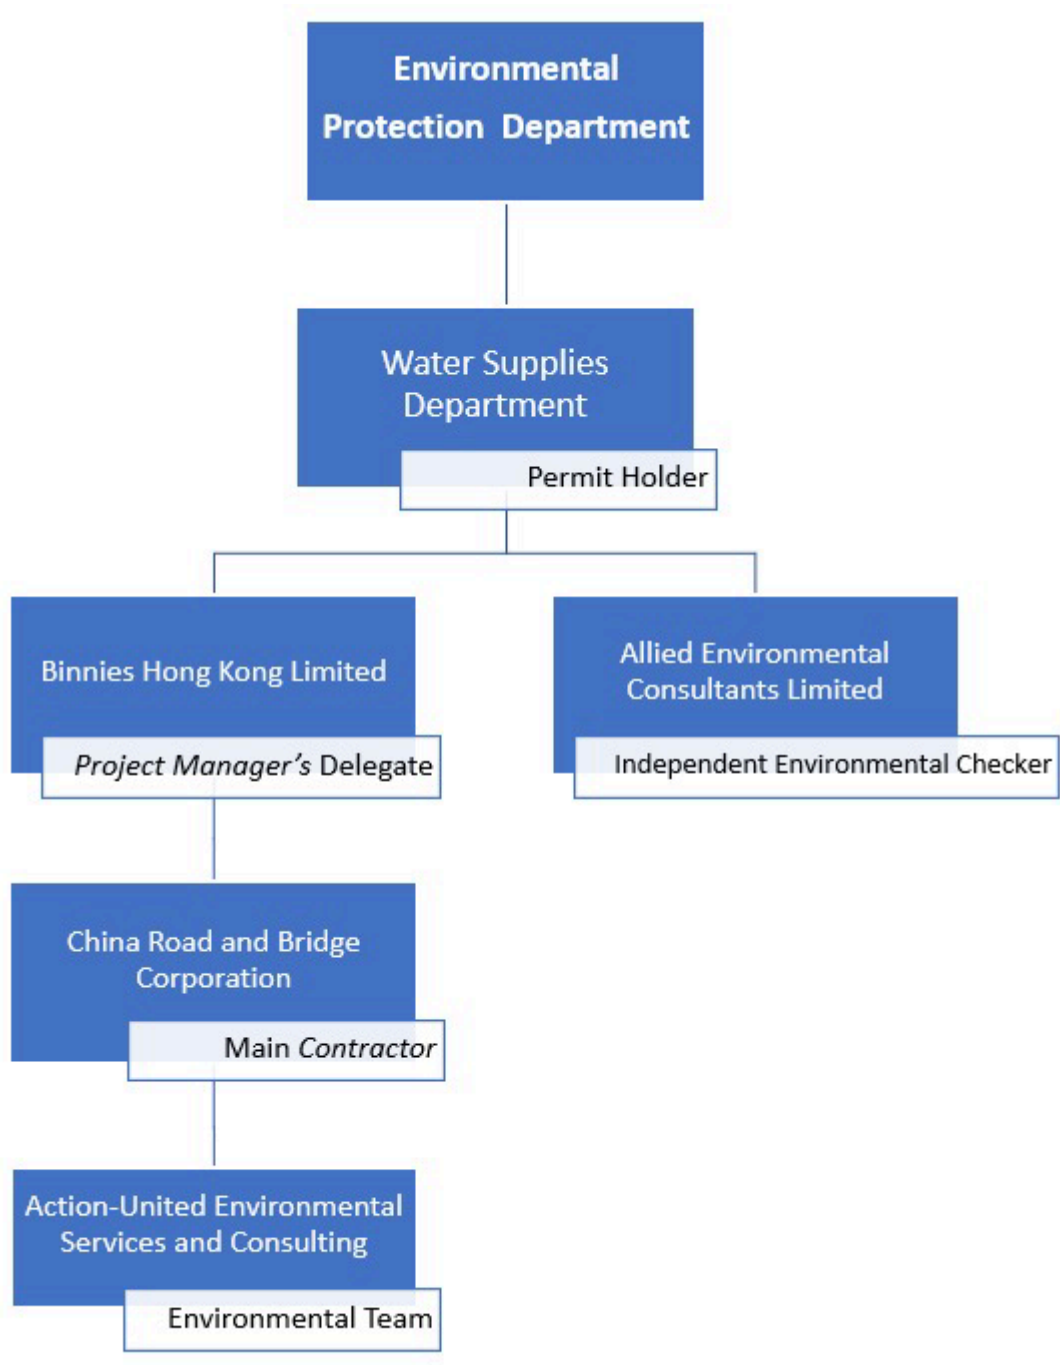 Environmental
Protection Department
Water Supplies
Department
Permit Holder
Binnies Hong Kong Limited
Project Manager's Delegate
Allied Environmental
Consultants Limited
Independent Environmental Checker
China Road and Bridge
Corporation
Main Contractor
Action-United Environmental
Services and Consulting
Environmental Team